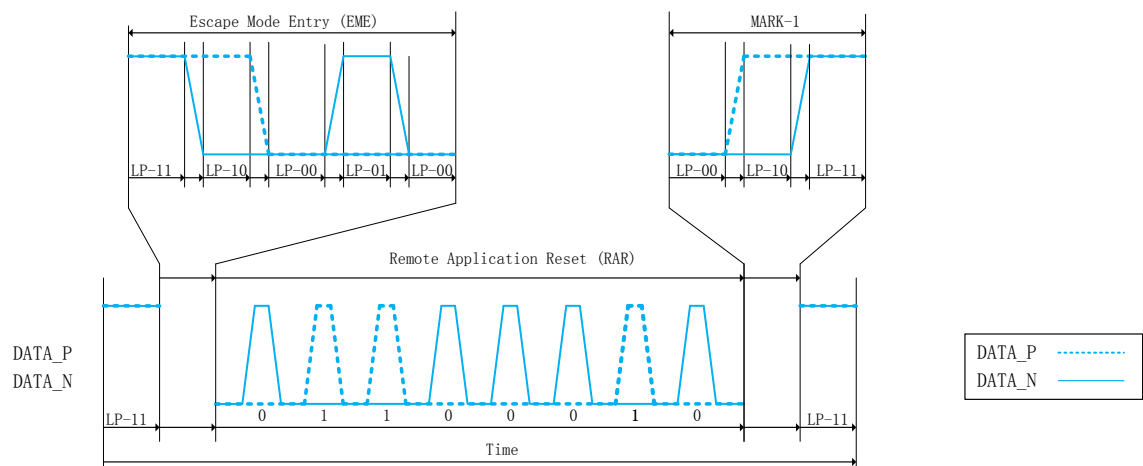 Escape Mode Entry (EME)
MARK-1
LP-11 LP-10 LP-00 LP-01 LP-00
LP-00 LP-10 LP-11
Remote Application Reset (RAR)
DATA_P
DATA_N
0 1 1 0 0 0 1 0
LP-11
LP-11
Time
DATA_P
DATA_N